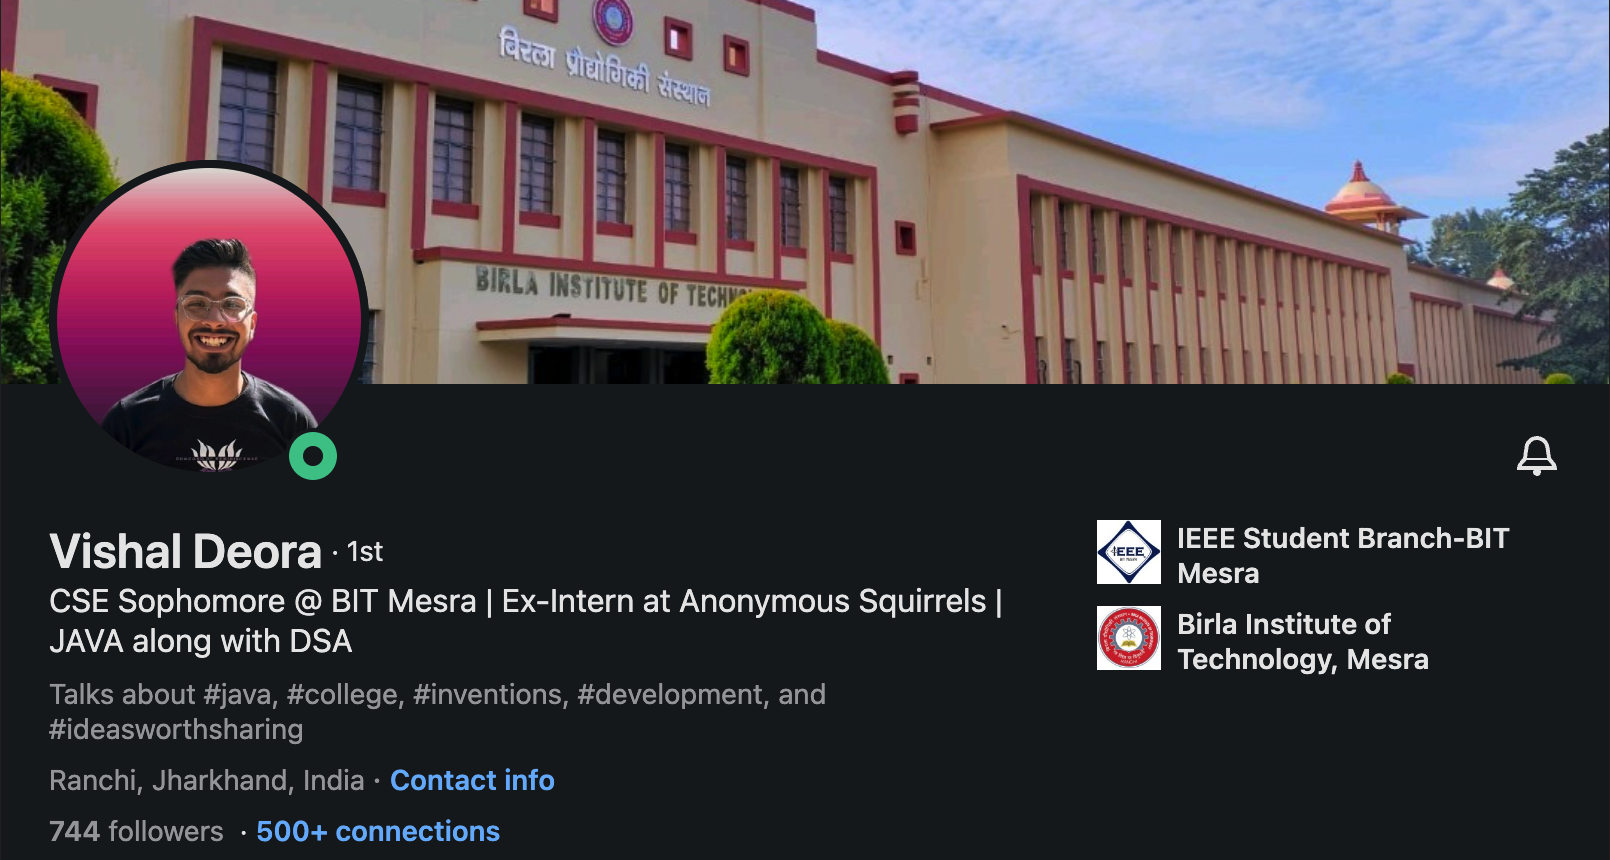 बिरला प्रौद्योगिकी संस्थान
BIRLA INSTITUTE OF
Vishal Deora · 1st
CSE Sophomore @ BIT Mesra | Ex-Intern at Anonymous Squirrels |
JAVA along with DSA
Talks about #java, #college, #inventions, #development, and
#ideasworthsharing
Ranchi, Jharkhand, India · Contact info
744 followers · 500+ connections
IEEE
IEEE Student Branch-BIT
Mesra
Birla Institute of
Technology, Mesra